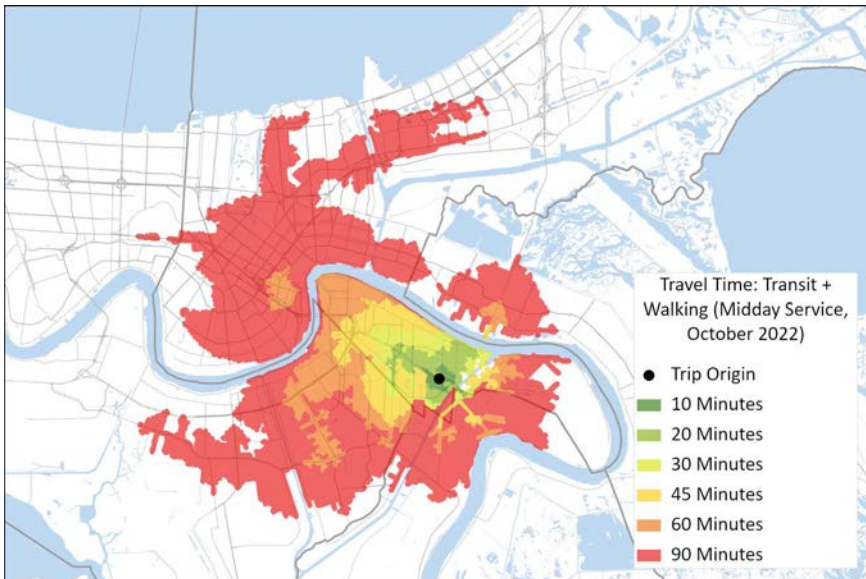 Travel Time: Transit +
Walking (Midday Service,
October 2022)
Trip Origin
10 Minutes
20 Minutes
30 Minutes
45 Minutes
60 Minutes
90 Minutes